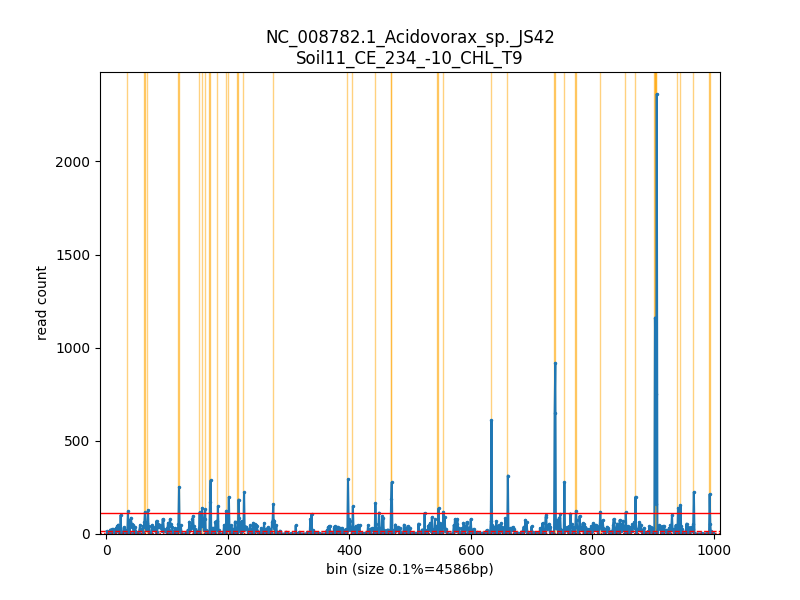 NC_008782.1_Acidovorax_sp._JS42
Soil11_CE_234_-10_CHL_T9
2000
1500
1000
500
0
read count
0 200 400 600 800 1000
bin (size 0.1%=4586bp)